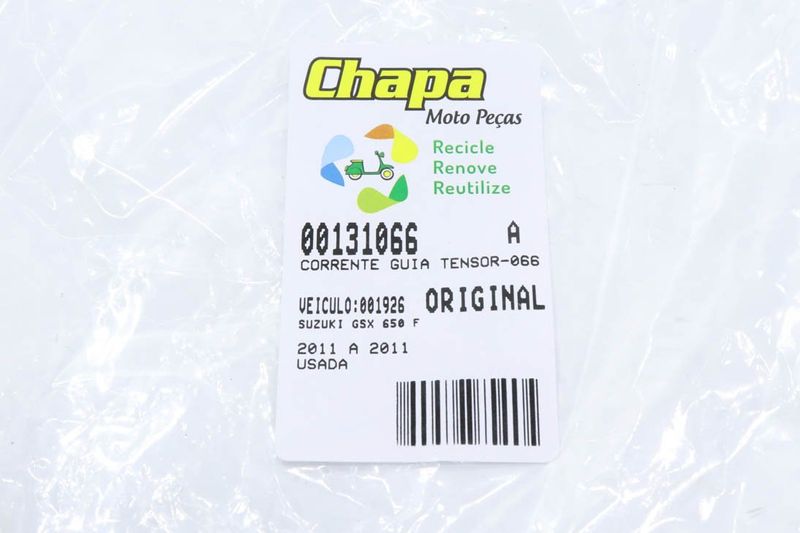 Chapa
Moto Peças
Recicle
Renove
Reutilize
00131066 A
CORRENTE GUIA TENSOR-066
VEICULO:001926 ORIGINAL
SUZUKI GSX 650 F
2011 A 2011
USADA